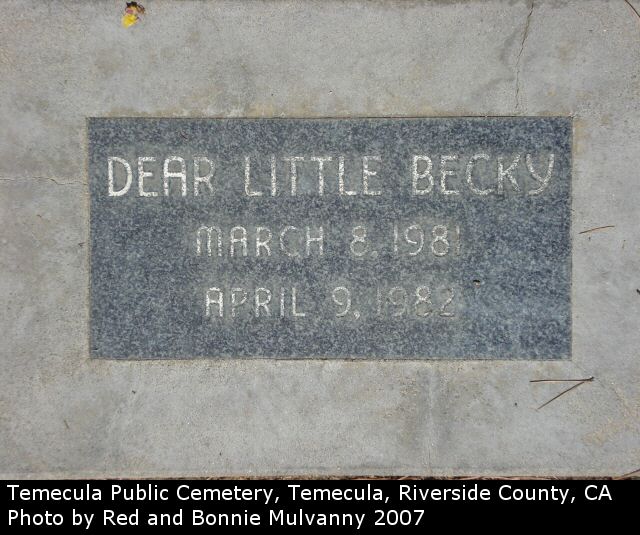 DEAR LITTLE BECKY
MARCH 8, 1981
APRIL 9, 1982
Temecula Public Cemetery, Temecula, Riverside County, CA
Photo by Red and Bonnie Mulvanny 2007